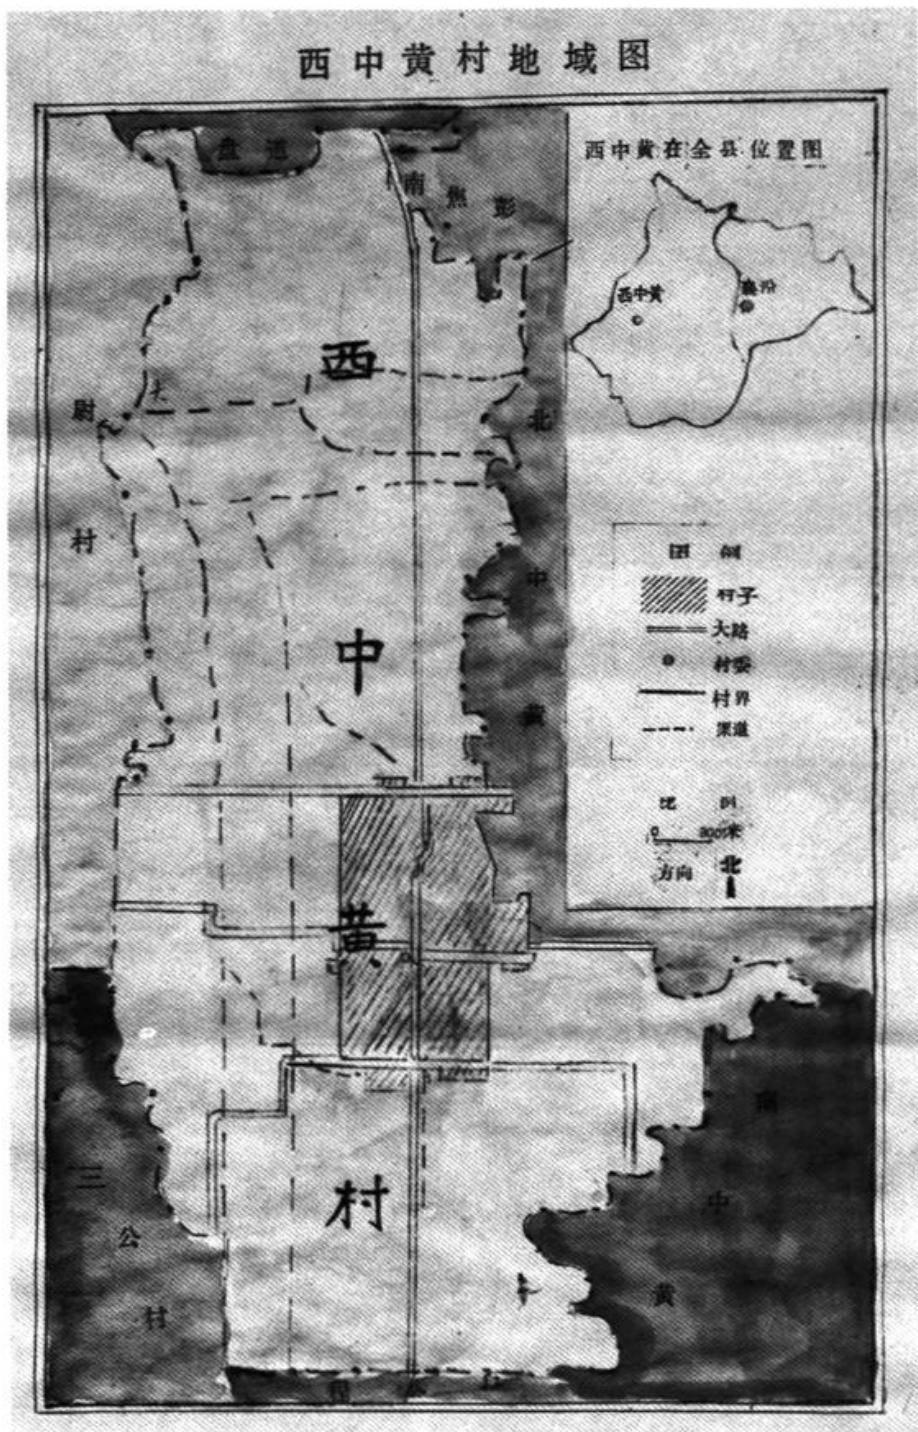 西中黄村地域图
西中黄在全县位置图
西中黄
襄汾
盘道
南焦彭
尉村
北中黄
西中黄村
图例
村子
大路
村委
村界
渠道
比例
0 800米
方向 北
三公村
南中黄